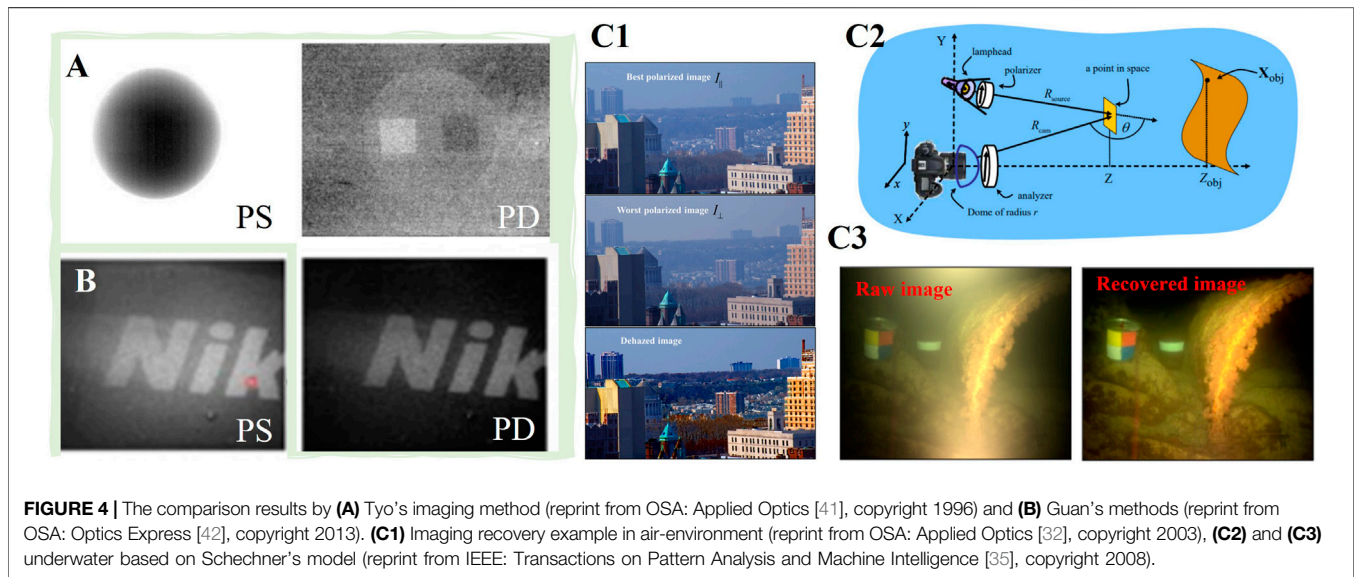 A
PS
PD
B
Nik
PS
Nik
PD
C1
Best polarized image I∥
Worst polarized image I⊥
Dehazed image
C2
Y
lamphead
polarizer
a point in space
X_obj
R_source
R_cam
θ
y
x
X
Z
Z_obj
analyzer
Dome of radius r
C3
Raw image
Recovered image
FIGURE 4 | The comparison results by (A) Tyo's imaging method (reprint from OSA: Applied Optics [41], copyright 1996) and (B) Guan's methods (reprint from
OSA: Optics Express [42], copyright 2013). (C1) Imaging recovery example in air-environment (reprint from OSA: Applied Optics [32], copyright 2003), (C2) and (C3)
underwater based on Schechner's model (reprint from IEEE: Transactions on Pattern Analysis and Machine Intelligence [35], copyright 2008).